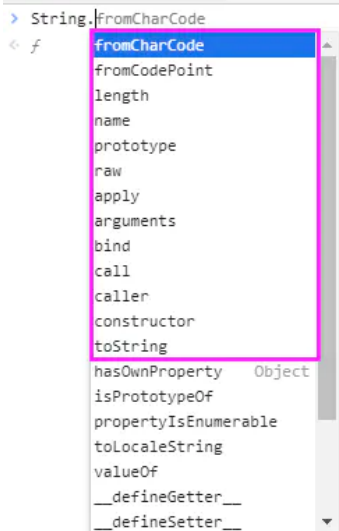 > String.fromCharCode
< f fromCharCode
fromCodePoint
length
name
prototype
raw
apply
arguments
bind
call
caller
constructor
toString
hasOwnProperty Object
isPrototypeOf
propertyIsEnumerable
toLocaleString
valueOf
__defineGetter__
__defineSetter__